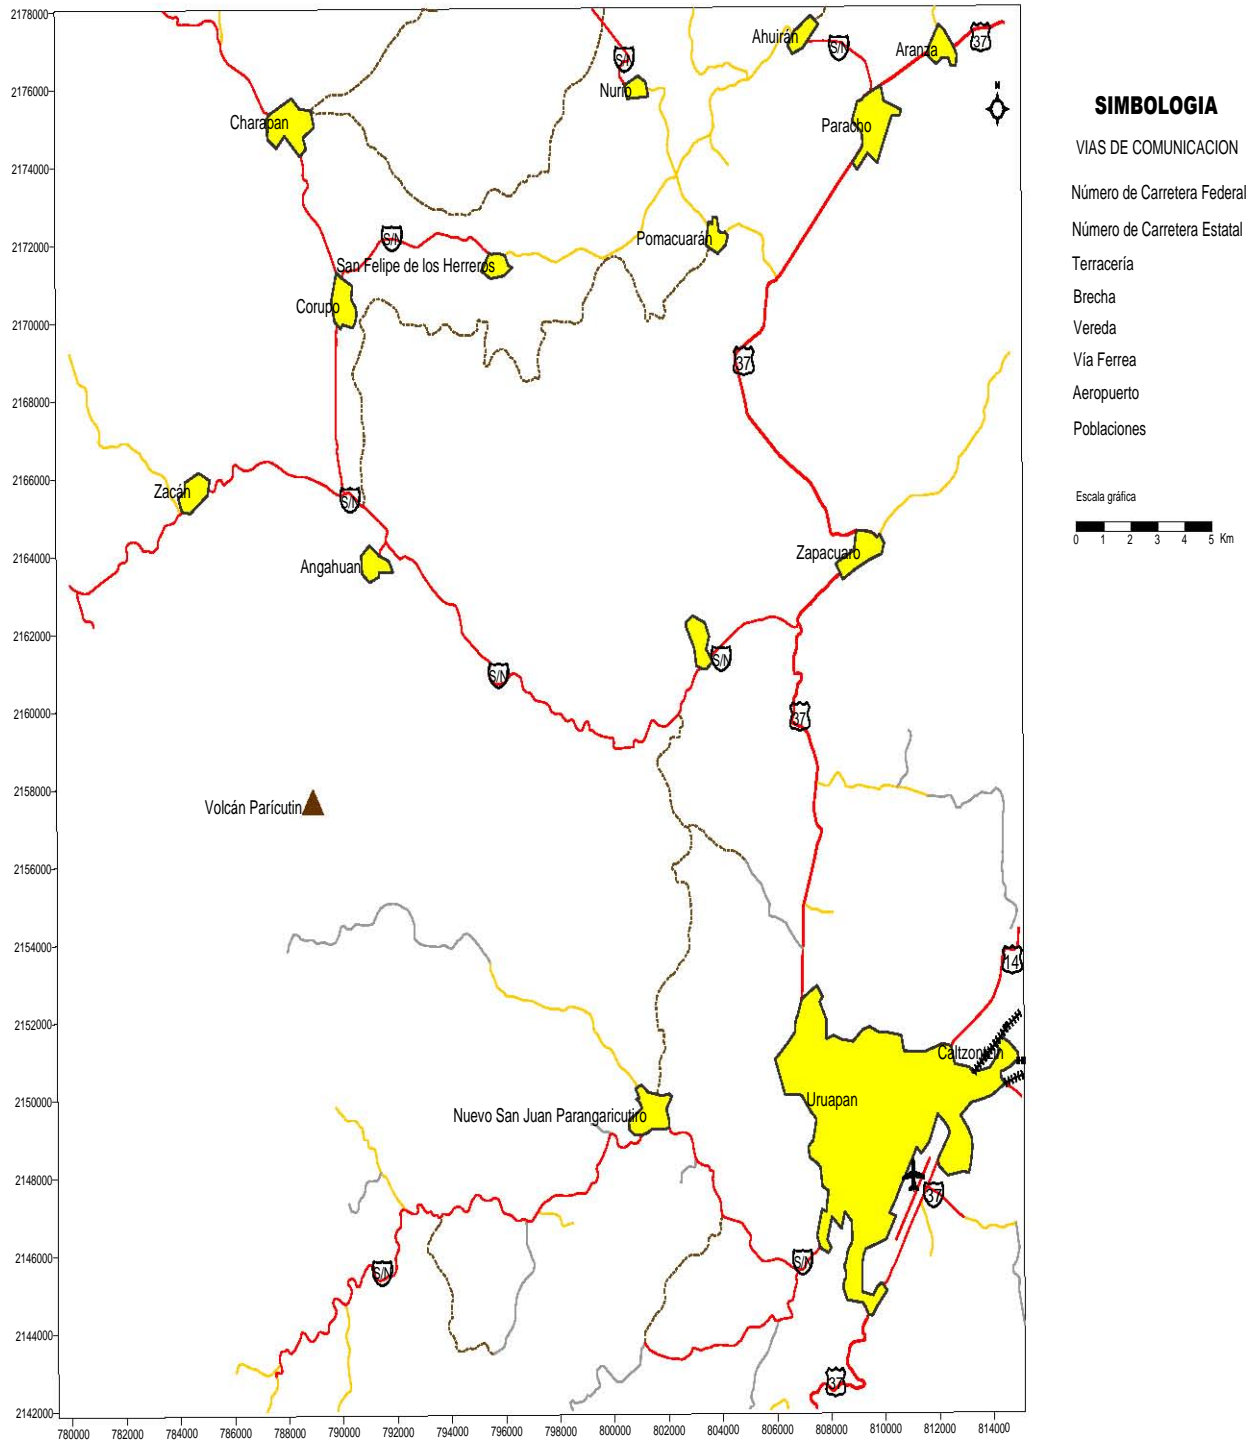 2178000
2176000
2174000
2172000
2170000
2168000
2166000
2164000
2162000
2160000
2158000
2156000
2154000
2152000
2150000
2148000
2146000
2144000
2142000
780000
782000
784000
786000
788000
790000
792000
794000
796000
798000
800000
802000
804000
806000
808000
810000
812000
814000
Ahuirán
S/N
Aranza
37
S/N
Nurio
Charapan
Paracho
S/N
Pomacuarán
San Felipe de los Herreros
Corupo
37
Zacán
S/N
Angahuan
Zapacuaro
S/N
S/N
37
Volcán Parícutin
14
Caltzontzin
Uruapan
Nuevo San Juan Parangaricutiro
37
S/N
S/N
37
N
SIMBOLOGIA
VIAS DE COMUNICACION
Número de Carretera Federal
Número de Carretera Estatal
Terracería
Brecha
Vereda
Vía Ferrea
Aeropuerto
Poblaciones
Escala gráfica
0 1 2 3 4 5 Km